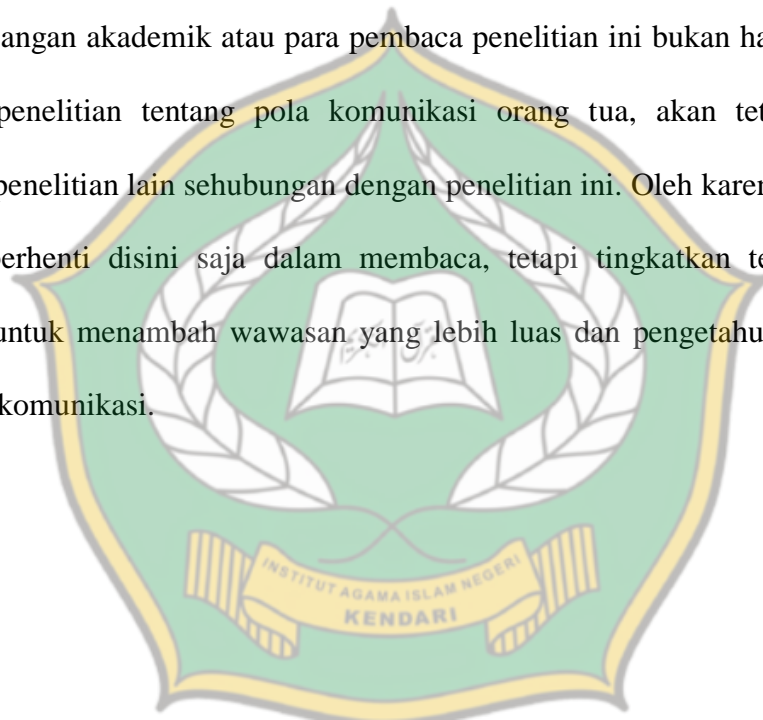 angan akademik atau para pembaca penelitian ini bukan ha
penelitian tentang pola komunikasi orang tua, akan tet
penelitian lain sehubungan dengan penelitian ini. Oleh karen
berhenti disini saja dalam membaca, tetapi tingkatkan te
untuk menambah wawasan yang lebih luas dan pengetahu
komunikasi.
INSTITUT AGAMA ISLAM NEGERI
KENDARI